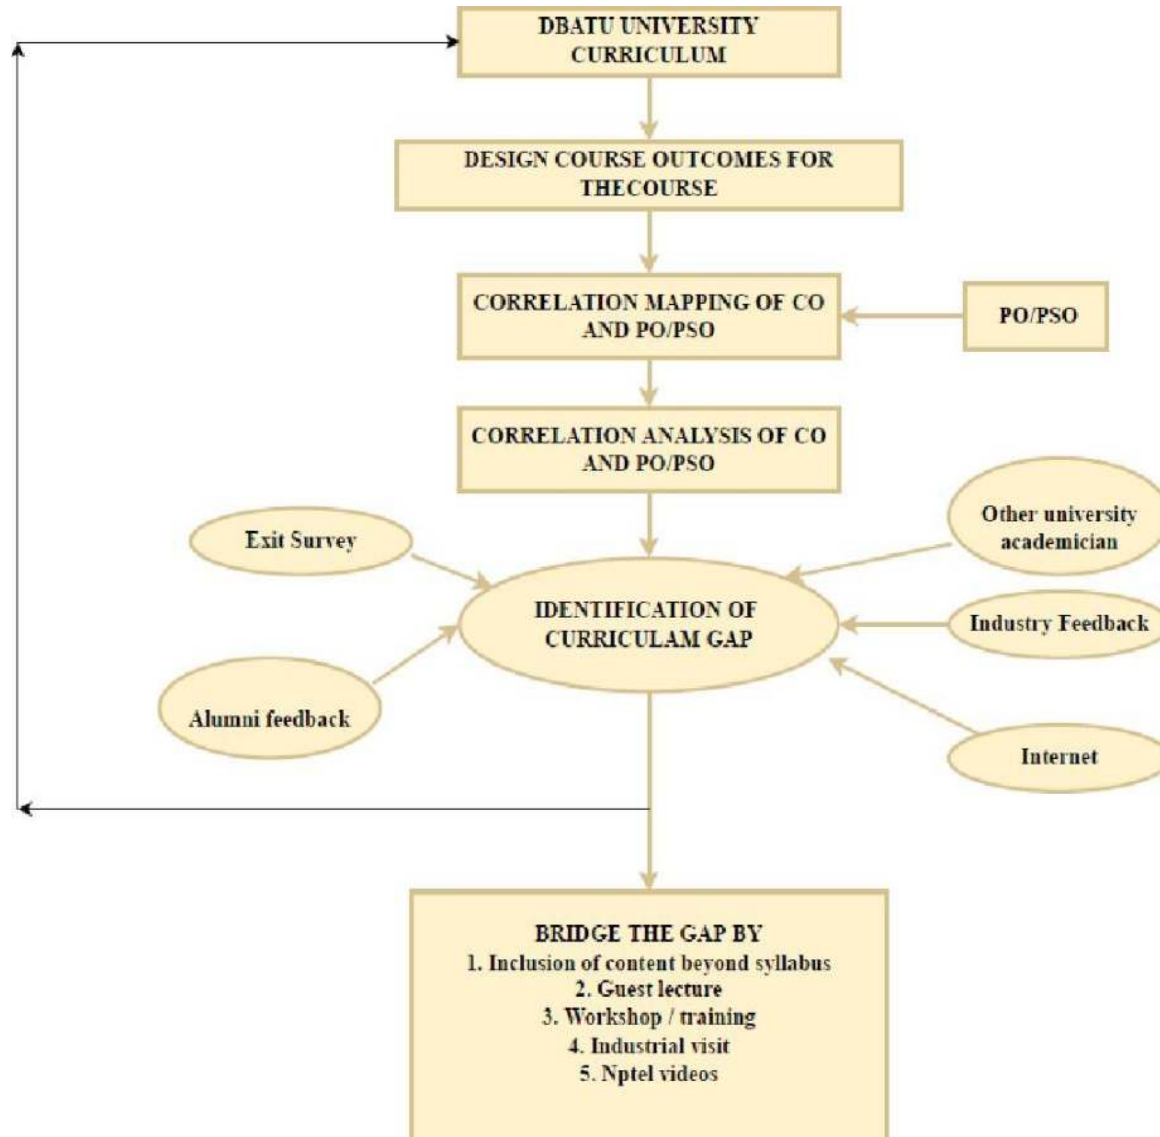 DBATU UNIVERSITY
CURRICULUM
DESIGN COURSE OUTCOMES FOR
THECOURSE
CORRELATION MAPPING OF CO
AND PO/PSO
PO/PSO
CORRELATION ANALYSIS OF CO
AND PO/PSO
Exit Survey
Other university
academician
IDENTIFICATION OF
CURRICULAM GAP
Industry Feedback
Alumni feedback
Internet
BRIDGE THE GAP BY
1. Inclusion of content beyond syllabus
2. Guest lecture
3. Workshop / training
4. Industrial visit
5. Nptel videos